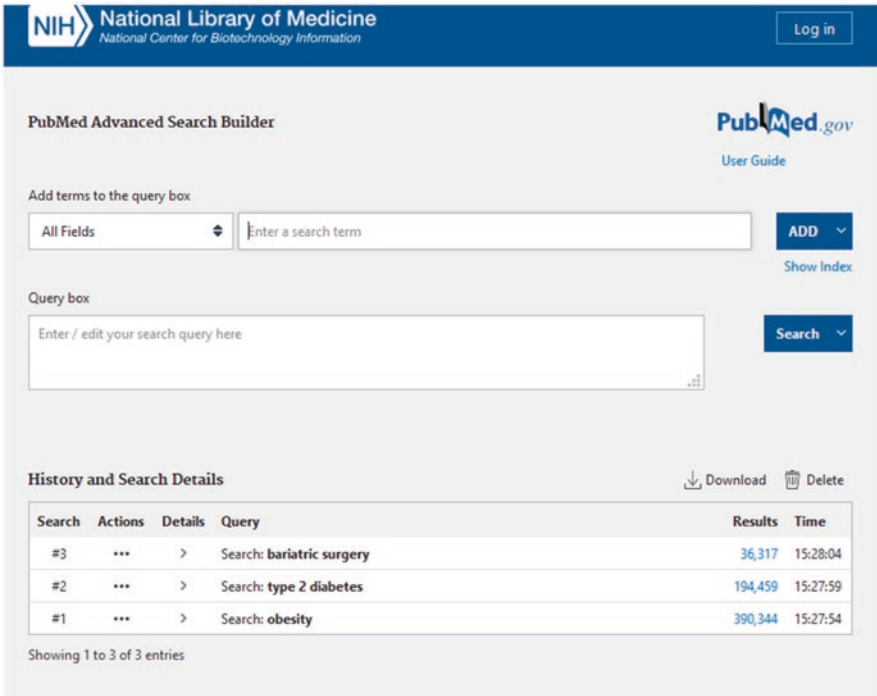 NIH National Library of Medicine
National Center for Biotechnology Information
Log in
PubMed Advanced Search Builder
PubMed.gov
User Guide
Add terms to the query box
All Fields Enter a search term ADD
Show Index
Query box
Enter / edit your search query here
Search
History and Search Details Download Delete
Search Actions Details Query Results Time
#3 ••• > Search: bariatric surgery 36,317 15:28:04
#2 ••• > Search: type 2 diabetes 194,459 15:27:59
#1 ••• > Search: obesity 390,344 15:27:54
Showing 1 to 3 of 3 entries